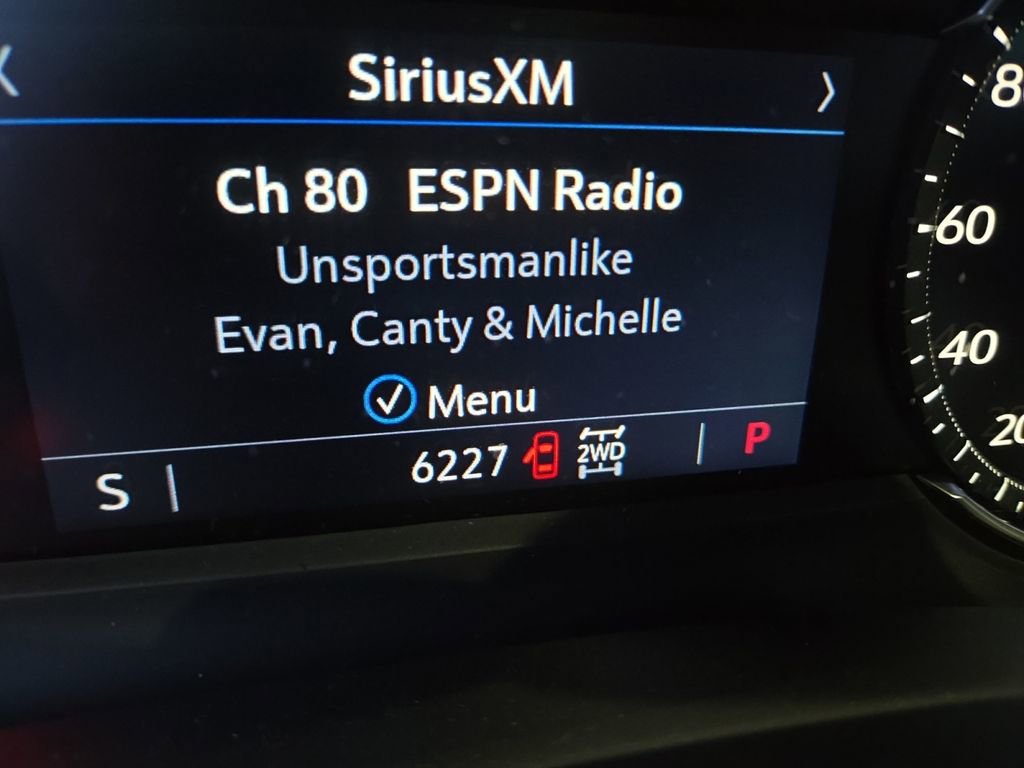 SiriusXM
Ch 80 ESPN Radio
Unsportsmanlike
Evan, Canty & Michelle
Menu
S 6227 2WD P
60
40